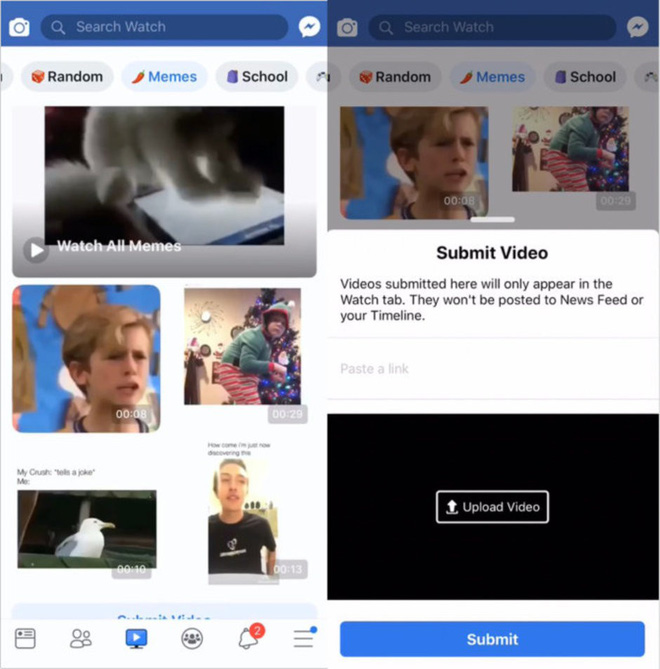 Search Watch
Random
Memes
School
Watch All Memes
00:08
00:29
My Crush: *tells a joke*
Me:
How come i'm just now
discovering this
00:10
00:13
Submit Video
2
Search Watch
Random
Memes
School
00:08
00:29
Submit Video
Videos submitted here will only appear in the
Watch tab. They won't be posted to News Feed or
your Timeline.
Paste a link
Upload Video
Submit